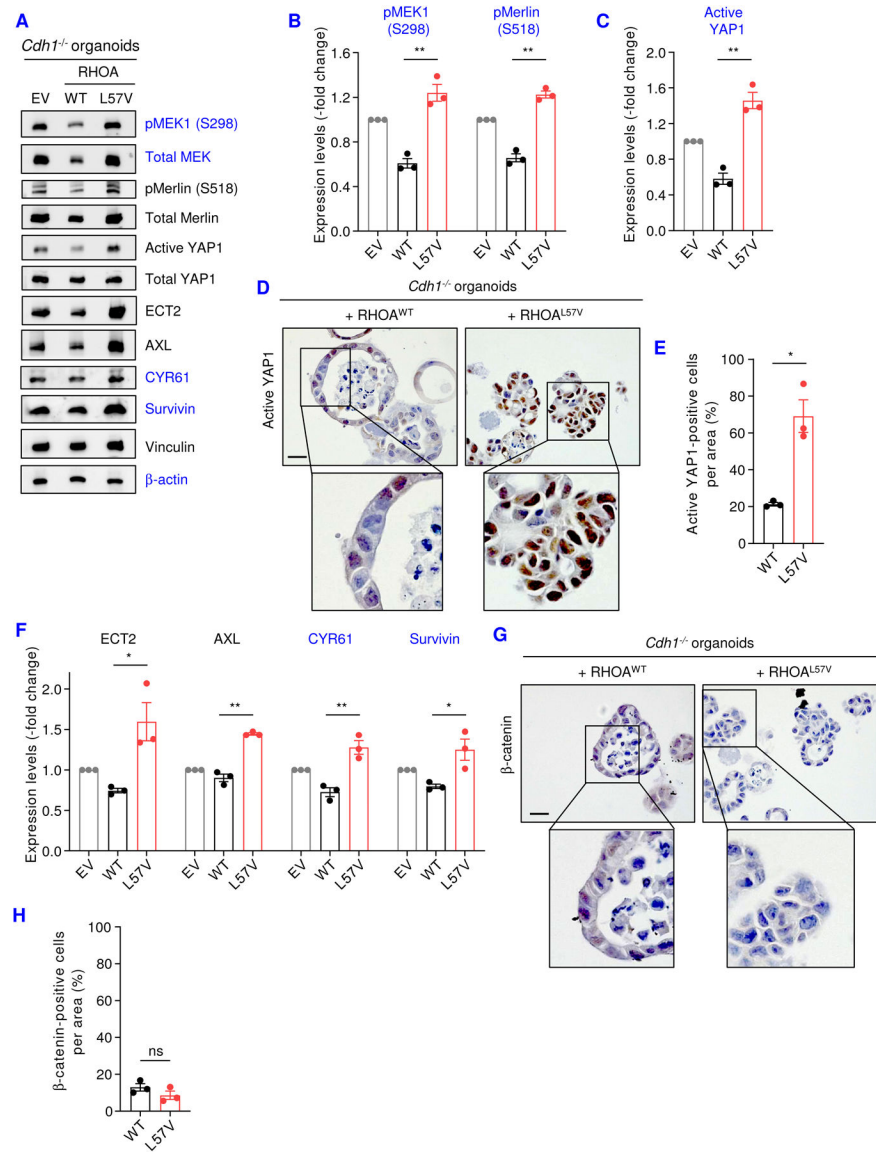 A
Cdh1-/- organoids
RHOA
EV WT L57V
pMEK1 (S298)
Total MEK
pMerlin (S518)
Total Merlin
Active YAP1
Total YAP1
ECT2
AXL
CYR61
Survivin
Vinculin
β-actin
B
pMEK1 (S298)
pMerlin (S518)
Expression levels (-fold change)
1.6
1.2
0.8
0.4
0
**
**
EV WT L57V EV WT L57V
C
Active YAP1
Expression levels (-fold change)
2.0
1.6
1.2
0.8
0.4
0
**
EV WT L57V
D
Cdh1-/- organoids
+ RHOAWT + RHOAL57V
Active YAP1
E
Active YAP1-positive cells
per area (%)
100
80
60
40
20
0
*
WT L57V
F
ECT2 AXL CYR61 Survivin
Expression levels (-fold change)
2.0
1.5
1.0
0.5
0.0
* ** ** *
EV WT L57V EV WT L57V EV WT L57V EV WT L57V
G
Cdh1-/- organoids
+ RHOAWT + RHOAL57V
β-catenin
H
β-catenin-positive cells
per area (%)
100
80
60
40
20
0
ns
WT L57V